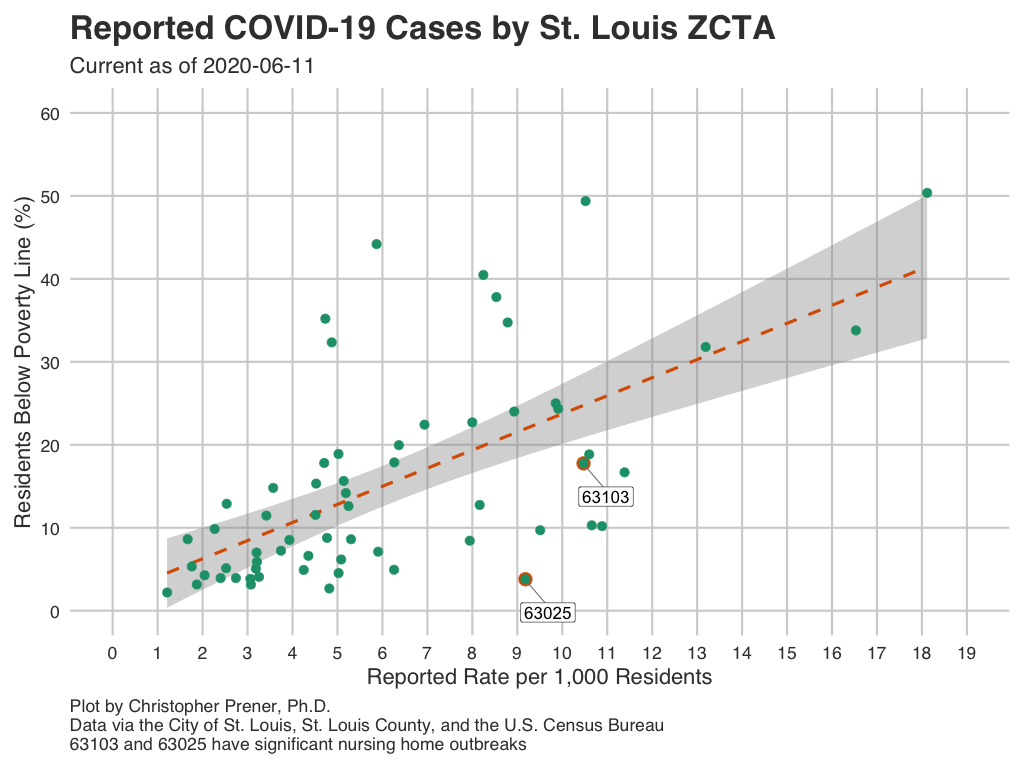 Reported COVID-19 Cases by St. Louis ZCTA
Current as of 2020-06-11
Residents Below Poverty Line (%)
60
50
40
30
20
10
0
63103
63025
0 1 2 3 4 5 6 7 8 9 10 11 12 13 14 15 16 17 18 19
Reported Rate per 1,000 Residents
Plot by Christopher Prener, Ph.D.
Data via the City of St. Louis, St. Louis County, and the U.S. Census Bureau
63103 and 63025 have significant nursing home outbreaks